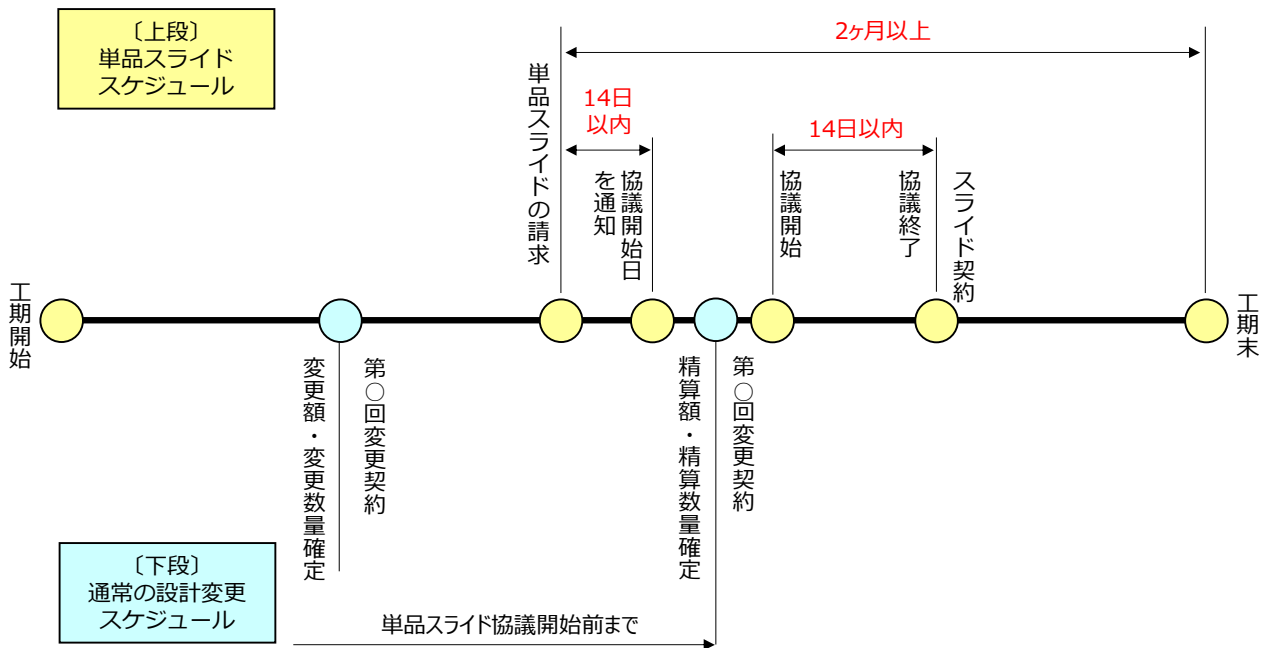 〔上段〕
単品スライド
スケジュール
2ヶ月以上
単品スライドの請求
14日
以内
協議開始日
を通知
14日以内
協議開始
協議終了
スライド契約
工期開始
工期末
変更額・変更数量確定
第○回変更契約
精算額・精算数量確定
第○回変更契約
〔下段〕
通常の設計変更
スケジュール
単品スライド協議開始前まで